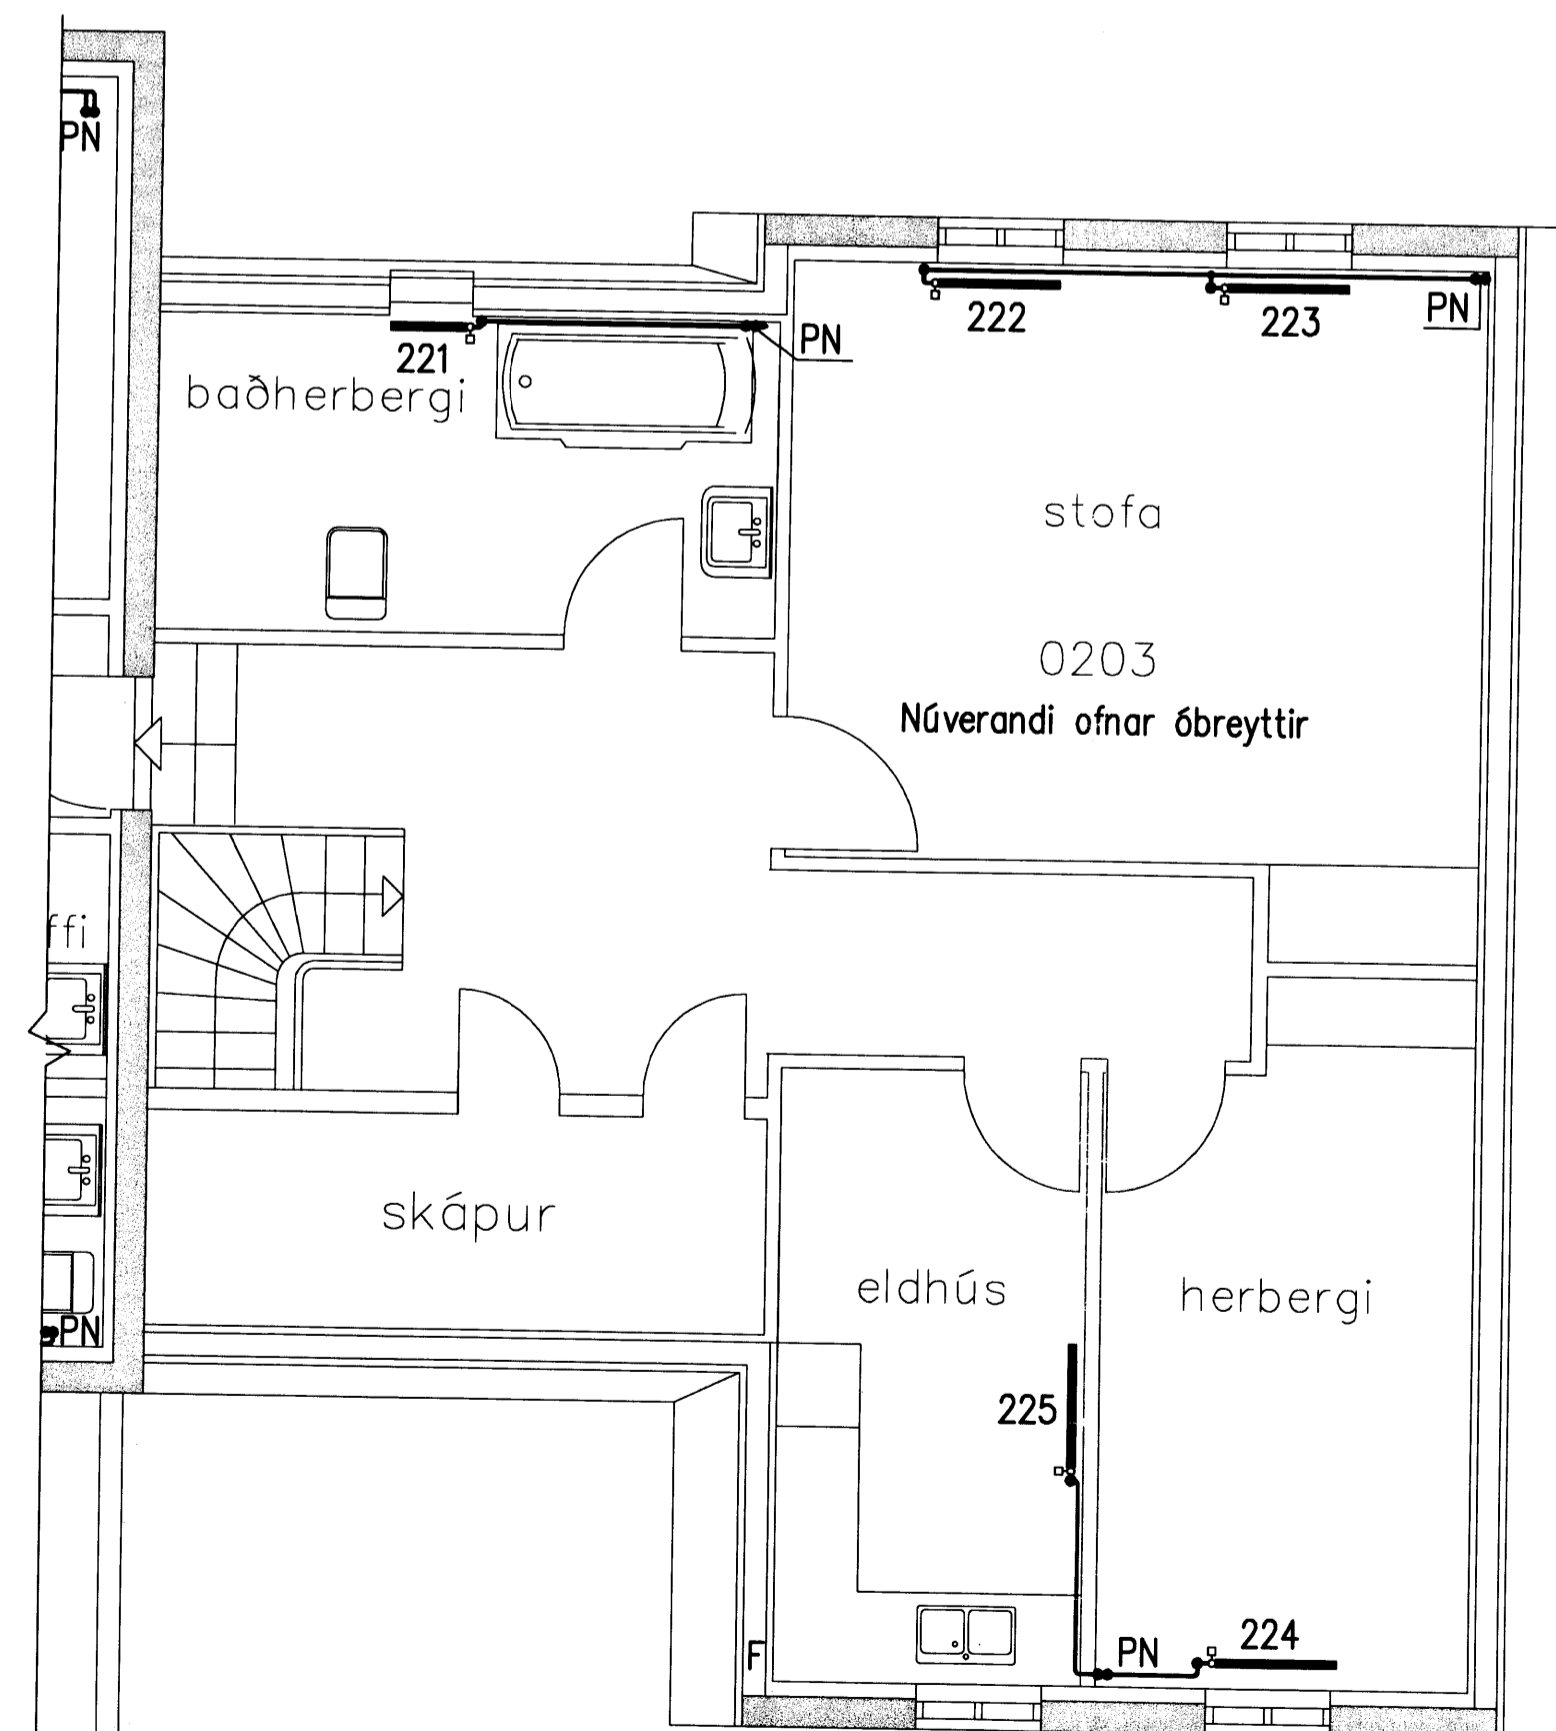 PN
222
223
PN
PN
221
baðherbergi
stofa
0203
Núverandi ofnar óbreyttir
ffi
skápur
eldhús
herbergi
PN
225
224
PN
F